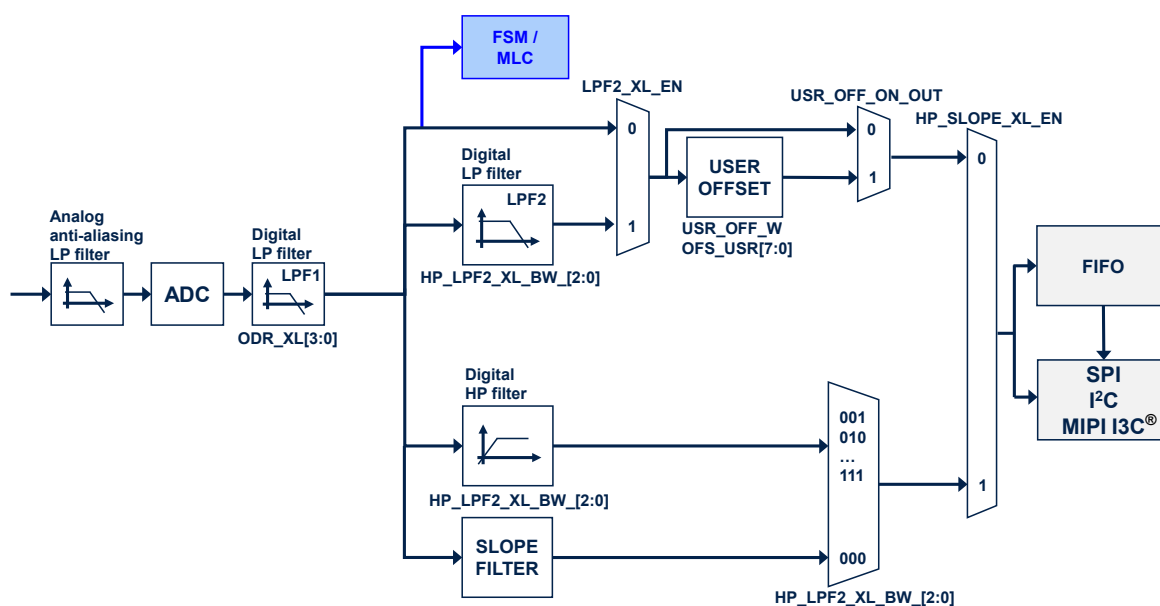 FSM /
MLC
LPF2_XL_EN
USR_OFF_ON_OUT
HP_SLOPE_XL_EN
0
0
0
Digital
LP filter
LPF2
1
HP_LPF2_XL_BW_[2:0]
USER
OFFSET
1
USR_OFF_W
OFS_USR[7:0]
Analog
anti-aliasing
LP filter
ADC
Digital
LP filter
LPF1
ODR_XL[3:0]
FIFO
SPI
I²C
MIPI I3C®
Digital
HP filter
HP_LPF2_XL_BW_[2:0]
001
010
...
111
1
SLOPE
FILTER
000
HP_LPF2_XL_BW_[2:0]